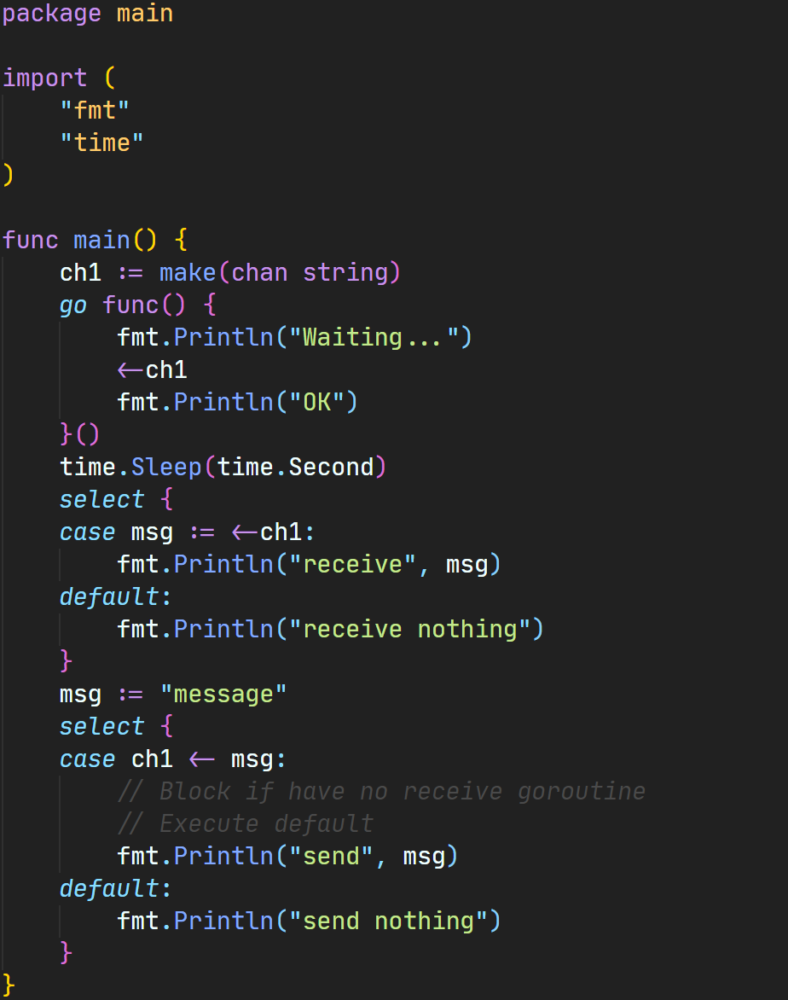 package main

import (
    "fmt"
    "time"
)

func main() {
    ch1 := make(chan string)
    go func() {
        fmt.Println("Waiting...")
        <-ch1
        fmt.Println("OK")
    }()
    time.Sleep(time.Second)
    select {
    case msg := <-ch1:
        fmt.Println("receive", msg)
    default:
        fmt.Println("receive nothing")
    }
    msg := "message"
    select {
    case ch1 <- msg:
        // Block if have no receive goroutine
        // Execute default
        fmt.Println("send", msg)
    default:
        fmt.Println("send nothing")
    }
}